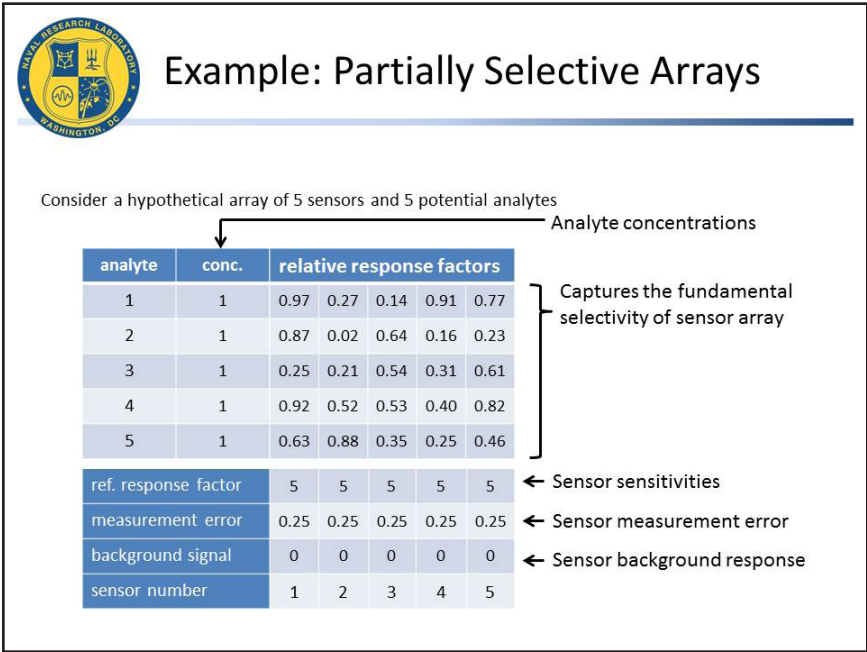 NAVAL RESEARCH LABORATORY
WASHINGTON, DC
Example: Partially Selective Arrays
Consider a hypothetical array of 5 sensors and 5 potential analytes
Analyte concentrations
analyte conc. relative response factors
1 1 0.97 0.27 0.14 0.91 0.77
2 1 0.87 0.02 0.64 0.16 0.23
3 1 0.25 0.21 0.54 0.31 0.61
4 1 0.92 0.52 0.53 0.40 0.82
5 1 0.63 0.88 0.35 0.25 0.46
Captures the fundamental
selectivity of sensor array
ref. response factor 5 5 5 5 5 Sensor sensitivities
measurement error 0.25 0.25 0.25 0.25 0.25 Sensor measurement error
background signal 0 0 0 0 0 Sensor background response
sensor number 1 2 3 4 5